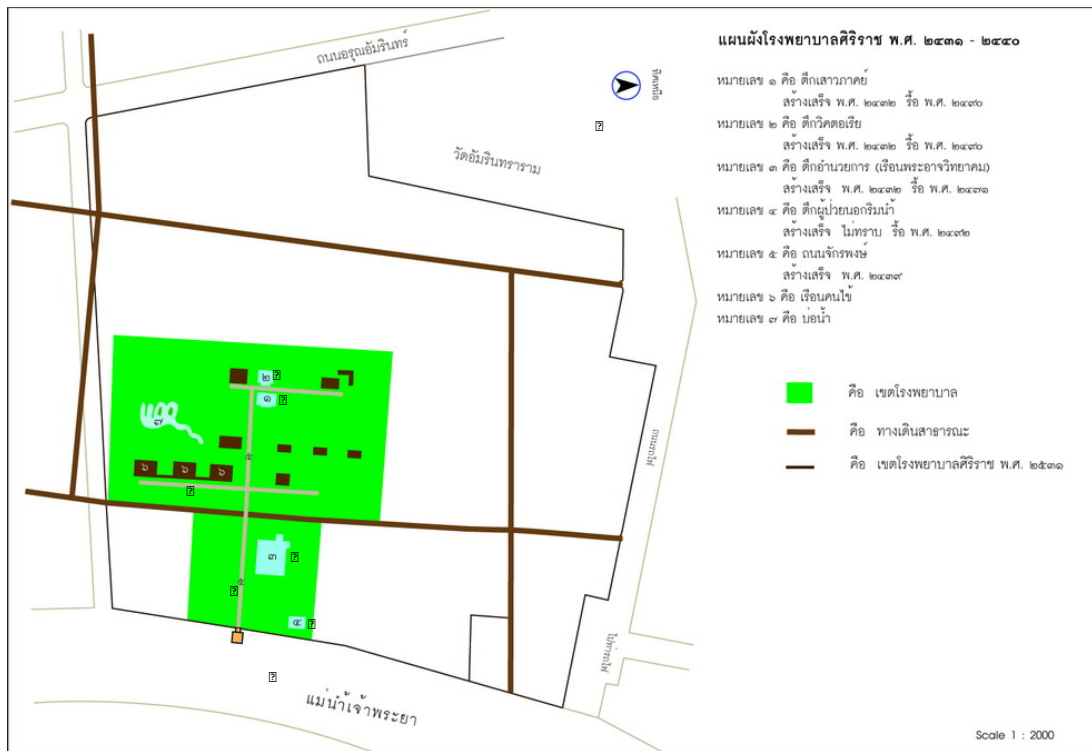 แผนผังโรงพยาบาลศิริราช พ.ศ. ๒๔๓๑ - ๒๔๔๐
หมายเลข ๑ คือ ตึกเสาวภาคย์
สร้างเสร็จ พ.ศ. ๒๔๓๒ รื้อ พ.ศ. ๒๔๙๐
หมายเลข ๒ คือ ตึกวิคตอเรีย
สร้างเสร็จ พ.ศ. ๒๔๓๒ รื้อ พ.ศ. ๒๔๙๐
หมายเลข ๓ คือ ตึกอำนวยการ (เรือนพระอาจวิทยาคม)
สร้างเสร็จ พ.ศ. ๒๔๓๒ รื้อ พ.ศ. ๒๔๗๑
หมายเลข ๔ คือ ตึกผู้ป่วยนอกริมน้ำ
สร้างเสร็จ ไม่ทราบ รื้อ พ.ศ. ๒๔๙๒
หมายเลข ๕ คือ ถนนจักรพงษ์
สร้างเสร็จ พ.ศ. ๒๔๓๙
หมายเลข ๖ คือ เรือนคนไข้
หมายเลข ๗ คือ บ่อน้ำ
คือ เขตโรงพยาบาล
คือ ทางเดินสาธารณะ
คือ เขตโรงพยาบาลศิริราช พ.ศ. ๒๕๓๑
ถนนอรุณอัมรินทร์
ทิศเหนือ
วัดอัมรินทราราม
ถนนรถไฟ
๒
๑
๗
๕
๖ ๖ ๖
๓
๕
๔
แม่น้ำเจ้าพระยา
Scale 1 : 2000